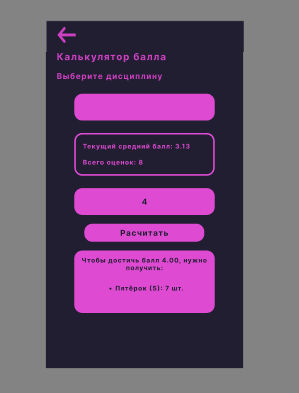 Калькулятор балла
Выберите дисциплину
Текущий средний балл: 3.13
Всего оценок: 8
4
Расчитать
Чтобы достичь балл 4.00, нужно
получить:
• Пятёрок (5): 7 шт.